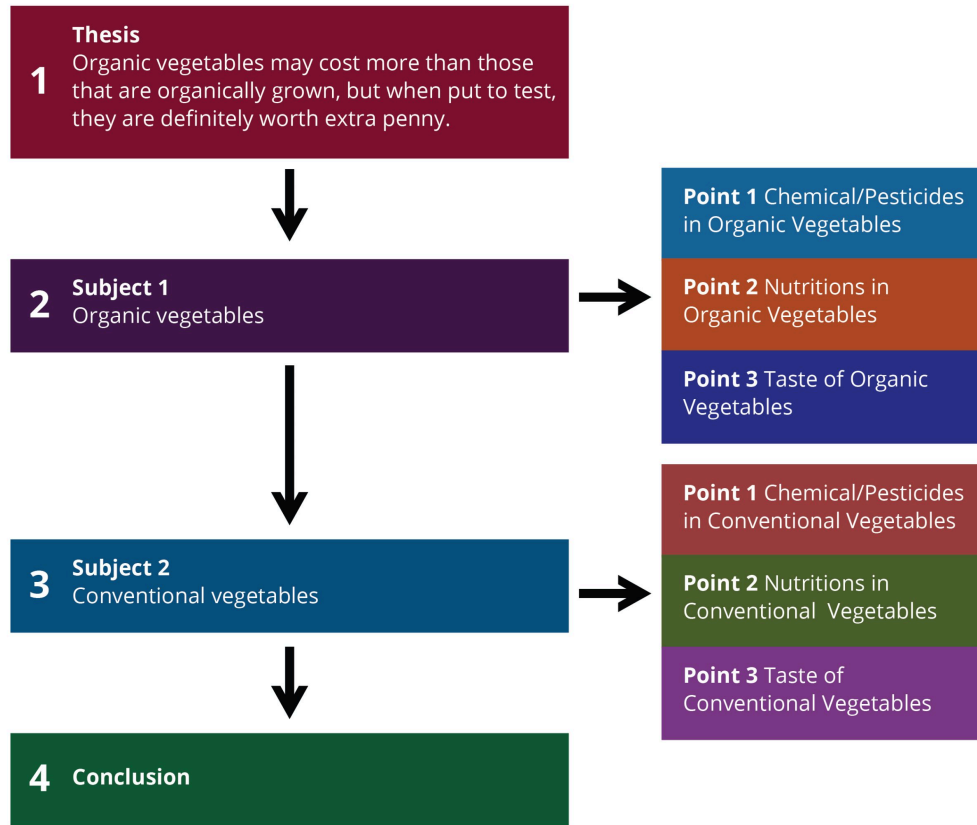 1
Thesis
Organic vegetables may cost more than those
that are organically grown, but when put to test,
they are definitely worth extra penny.
2
Subject 1
Organic vegetables
Point 1 Chemical/Pesticides
in Organic Vegetables
Point 2 Nutritions in
Organic Vegetables
Point 3 Taste of Organic
Vegetables
3
Subject 2
Conventional vegetables
Point 1 Chemical/Pesticides
in Conventional Vegetables
Point 2 Nutritions in
Conventional Vegetables
Point 3 Taste of
Conventional Vegetables
4
Conclusion